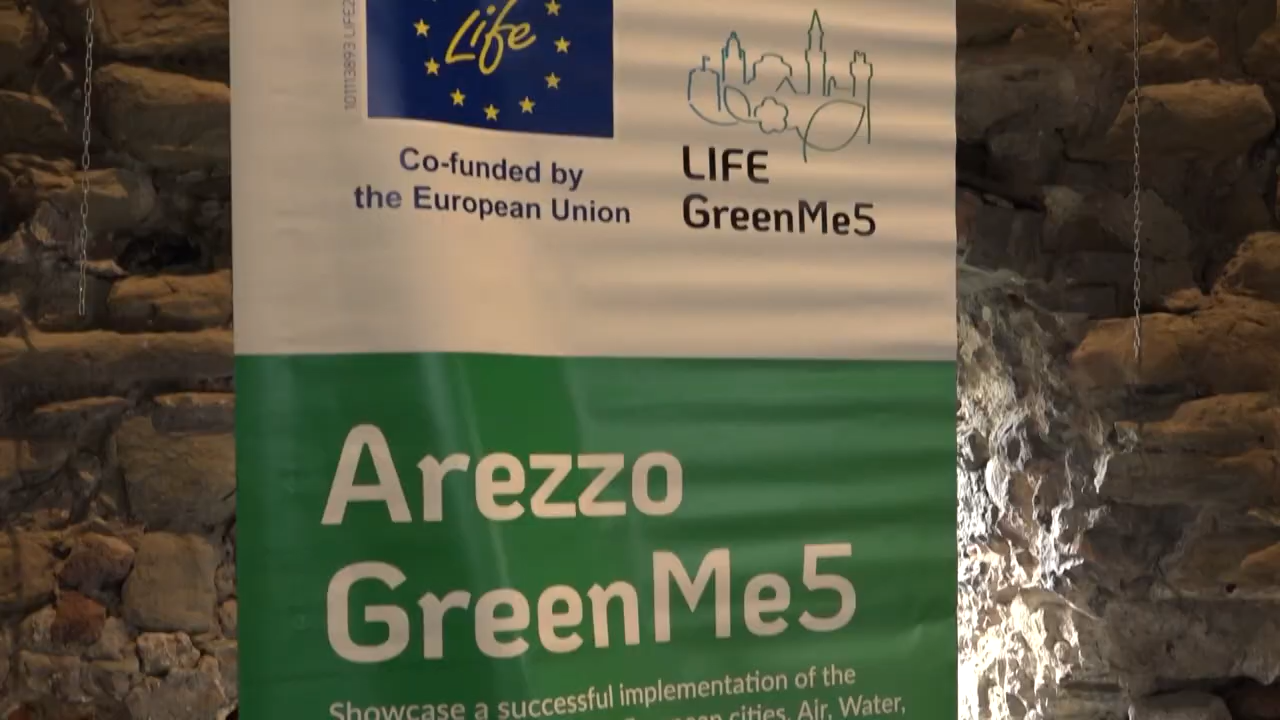 Life
Co-funded by
the European Union
LIFE
GreenMe5
Arezzo
GreenMe5
Showcase a successful implementation of the
cities, Air, Water,